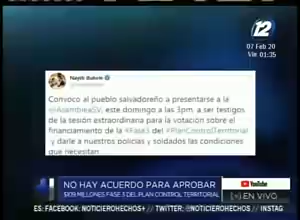 12
07 Feb 20
Vie 01:35
Nayib Bukele
Convoco al pueblo salvadoreño a presentarse a la
#AsambleaSV, este domingo a las 3pm. a ser testigos
de la sesión extraordinaria para la votación sobre el
financiamiento de la #Fase3 del #PlanControlTerritorial
y darle a nuestros policías y soldados las condiciones
que necesitan.
NO HAY ACUERDO PARA APROBAR
$109 MILLONES FASE 3 DEL PLAN CONTROL TERRITORIAL
YouTube
EN VIVO
ES: FACEBOOK: /NOTICIEROHECHOS+ // TWITTER: @NOTICIEROHECHOS // INSTAG